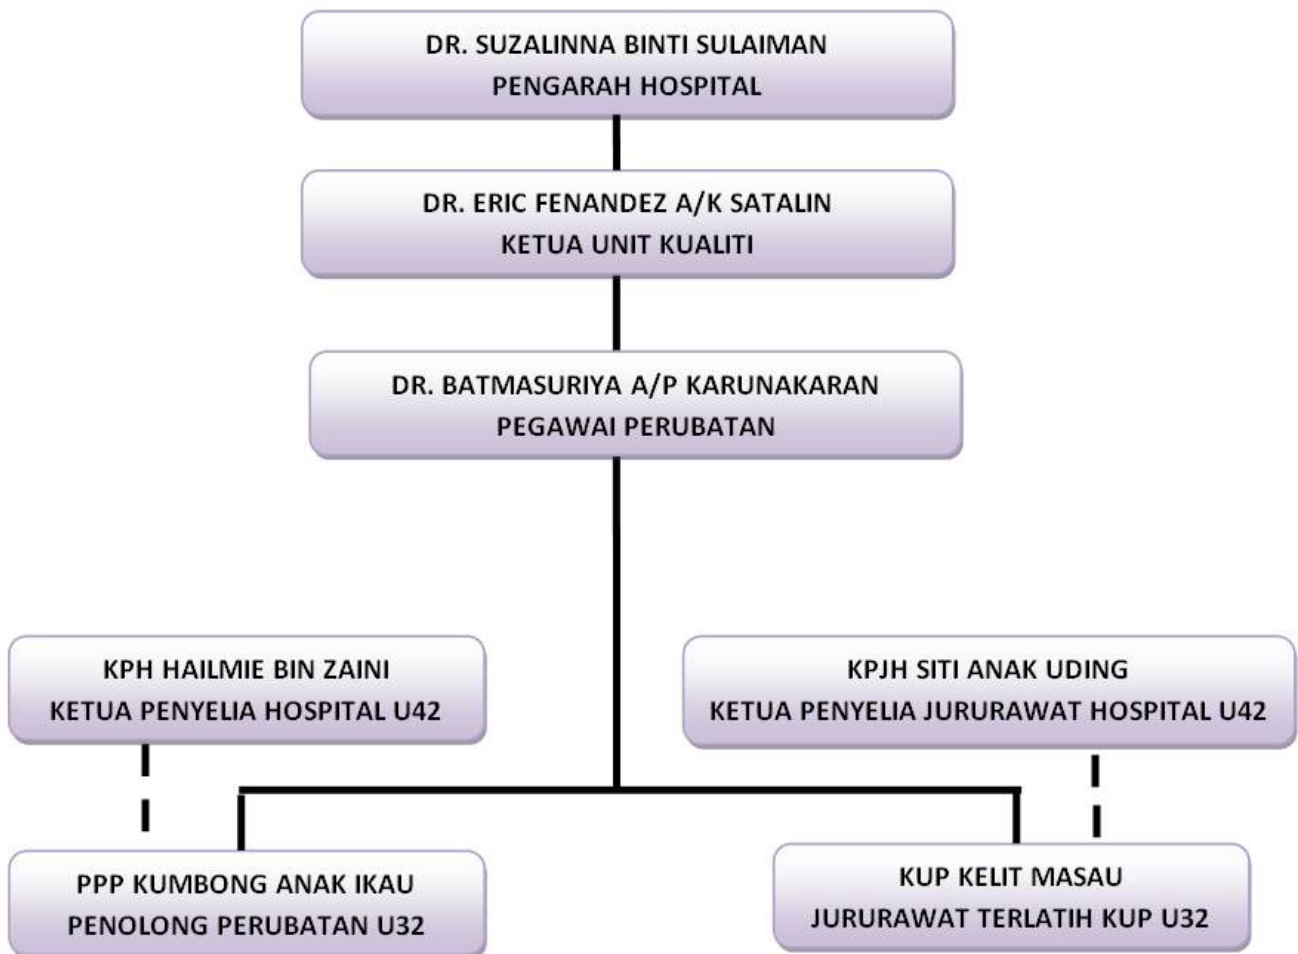 DR. SUZALINNA BINTI SULAIMAN
PENGARAH HOSPITAL
DR. ERIC FENANDEZ A/K SATALIN
KETUA UNIT KUALITI
DR. BATMASURIYA A/P KARUNAKARAN
PEGAWAI PERUBATAN
KPH HAILMIE BIN ZAINI
KETUA PENYELIA HOSPITAL U42
KPJH SITI ANAK UDING
KETUA PENYELIA JURURAWAT HOSPITAL U42
PPP KUMBONG ANAK IKAU
PENOLONG PERUBATAN U32
KUP KELIT MASAU
JURURAWAT TERLATIH KUP U32